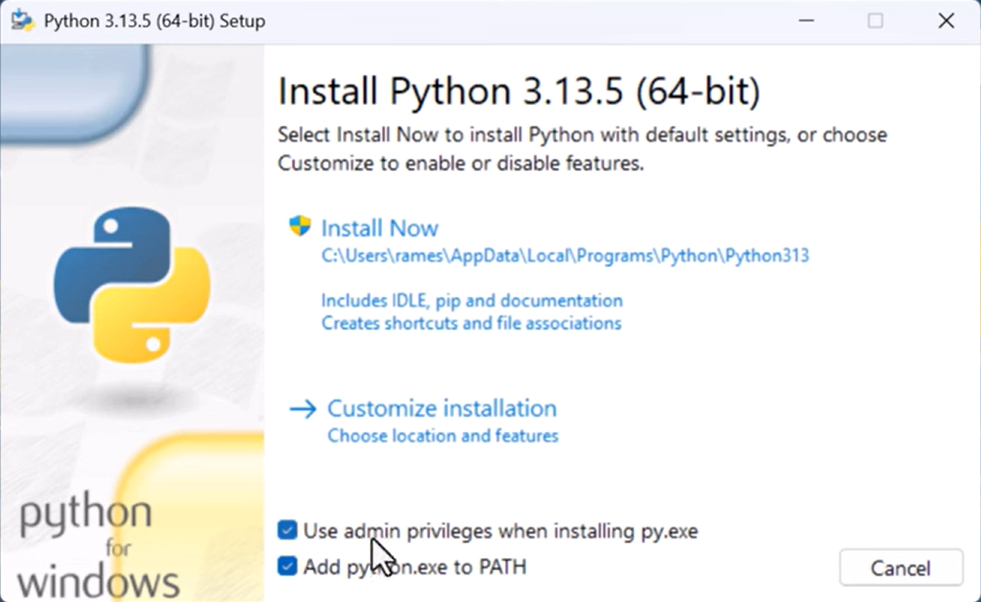 Python 3.13.5 (64-bit) Setup
Install Python 3.13.5 (64-bit)
Select Install Now to install Python with default settings, or choose
Customize to enable or disable features.
Install Now
C:\Users\rames\AppData\Local\Programs\Python\Python313
Includes IDLE, pip and documentation
Creates shortcuts and file associations
Customize installation
Choose location and features
Use admin privileges when installing py.exe
Add python.exe to PATH
Cancel
python
for
windows